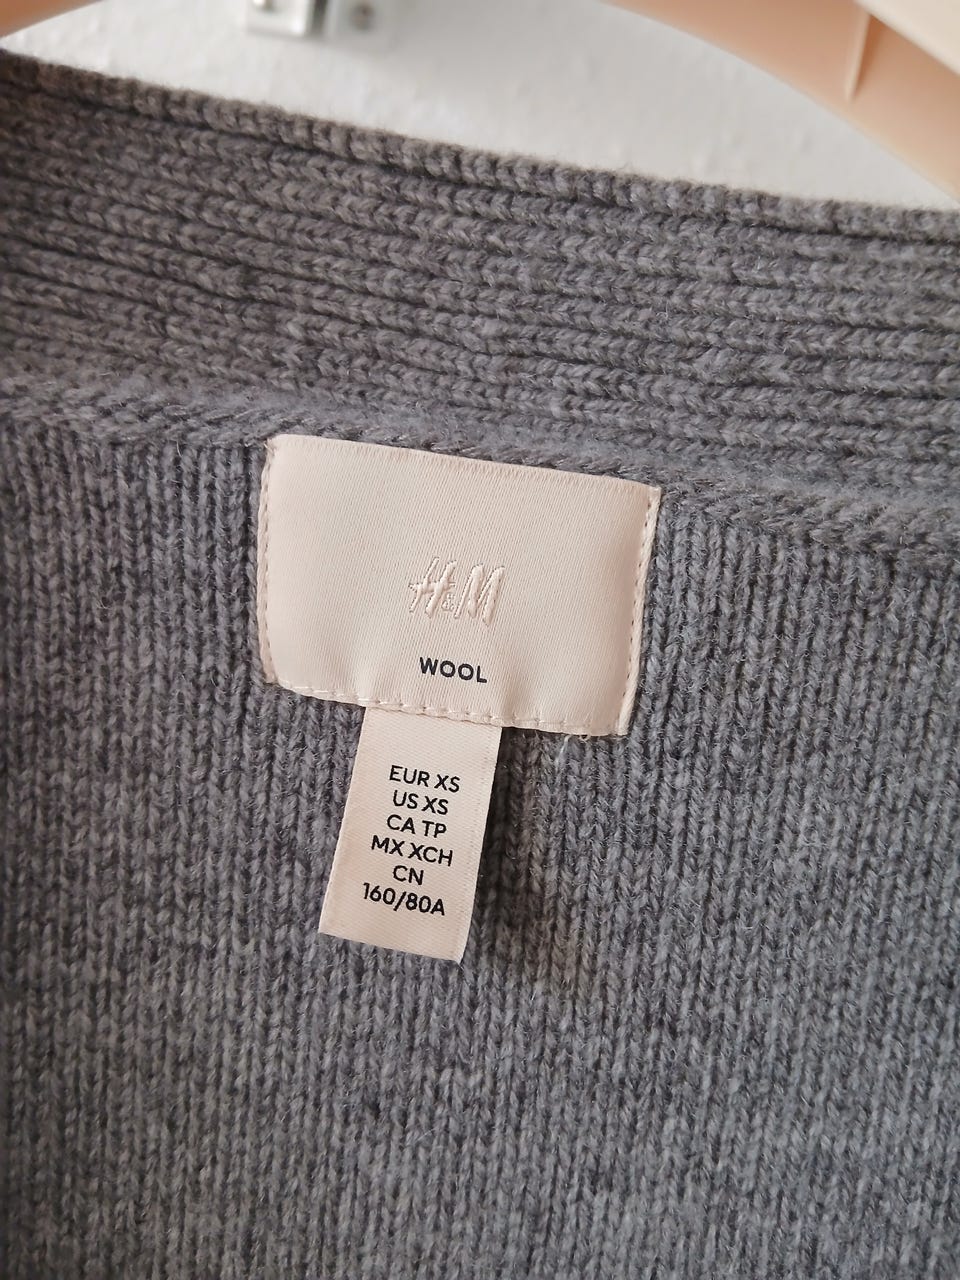 H&M
WOOL
EUR XS
US XS
CA TP
MX XCH
CN
160/80A